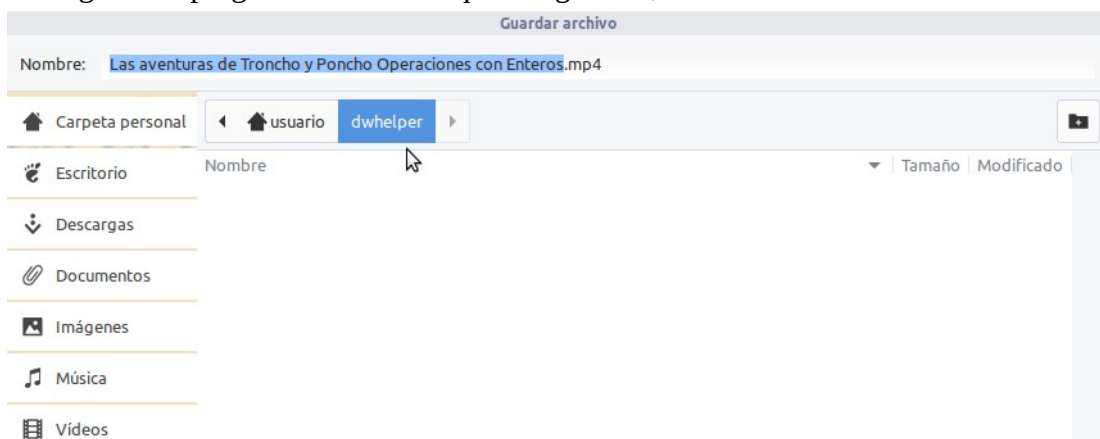 Guardar archivo
Nombre: Las aventuras de Troncho y Poncho Operaciones con Enteros.mp4
Carpeta personal usuario dwhelper
Nombre Tamaño Modificado
Escritorio
Descargas
Documentos
Imágenes
Música
Vídeos